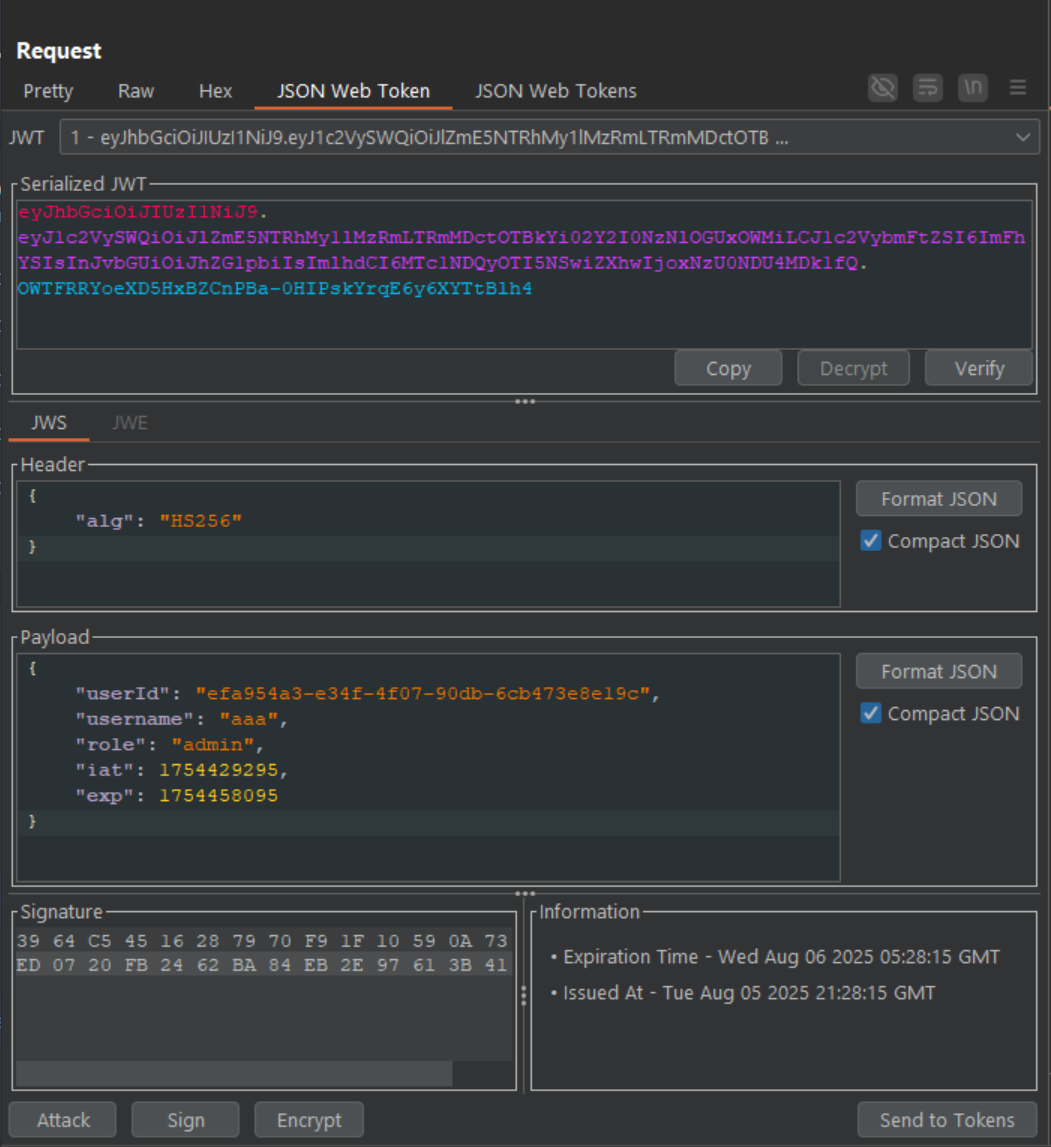 Request
Pretty Raw Hex JSON Web Token JSON Web Tokens \n
JWT 1 - eyJhbGciOiJIUzI1NiJ9.eyJ1c2VySWQiOiJlZmE5NTRhMy1lMzRmLTRmMDctOTB ...
Serialized JWT
eyJhbGciOiJIUzI1NiJ9.
eyJ1c2VySWQiOiJlZmE5NTRhMy1lMzRmLTRmMDctOTBkYi02Y2I0NzNlOGUxOWMiLCJ1c2VybmFtZSI6ImFh
YSIsInJvbGUiOiJhZG1pbiIsImlhdCI6MTc1NDQyOTI5NSwiZXhwIjoxNzU0NDU4MDk1fQ.
OWTFRRYoeXD5HxBZCnPBa-0HIPskYrqE6y6XYTtBlh4
Copy Decrypt Verify
JWS JWE
Header
{
"alg": "HS256"
}
Format JSON
Compact JSON
Payload
{
"userId": "efa954a3-e34f-4f07-90db-6cb473e8e19c",
"username": "aaa",
"role": "admin",
"iat": 1754429295,
"exp": 1754458095
}
Format JSON
Compact JSON
Signature
39 64 C5 45 16 28 79 70 F9 1F 10 59 0A 73
ED 07 20 FB 24 62 BA 84 EB 2E 97 61 3B 41
Information
• Expiration Time - Wed Aug 06 2025 05:28:15 GMT
• Issued At - Tue Aug 05 2025 21:28:15 GMT
Attack Sign Encrypt Send to Tokens